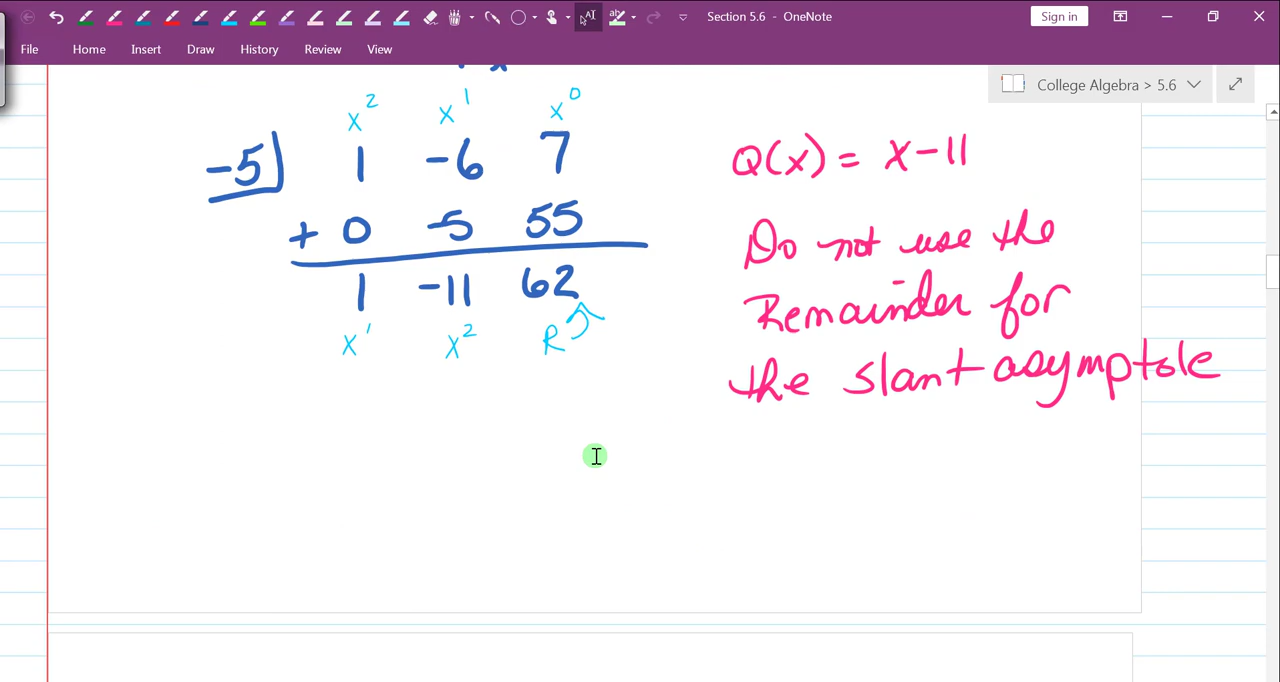 Section 5.6 - OneNote
Sign in
File Home Insert Draw History Review View
College Algebra > 5.6
x² x¹ x⁰
-5 1 -6 7
+ 0 -5 55
1 -11 62
x¹ x² R
Q(x) = x-11
Do not use the
Remainder for
the slant asymptote